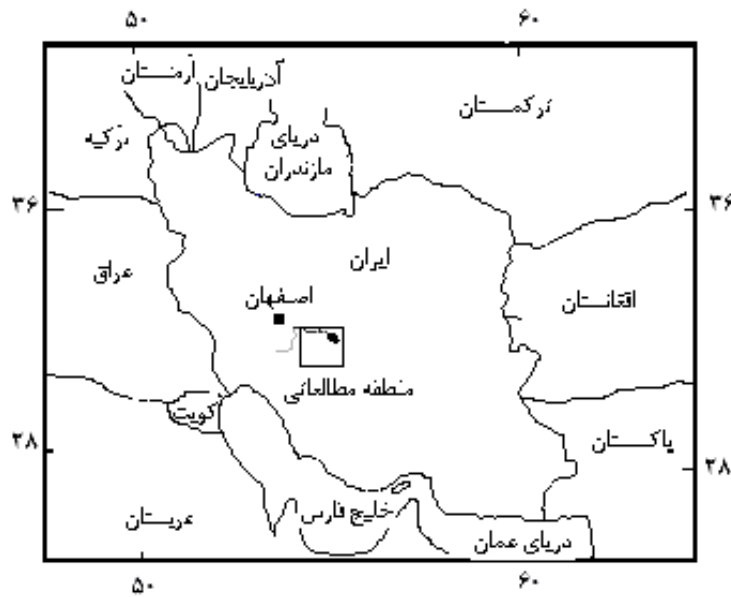 ۵۰ ۶۰
آرمنستان آذربایجان
ترکمنستان
ترکیه
دریای
مازندران
۳۶ ۳۶
ایران
عراق
افغانستان
اصفهان
منطقه مطالعاتی
کویت
پاکستان
۲۸ ۲۸
خلیج فارس
عربستان
دریای عمان
۵۰ ۶۰